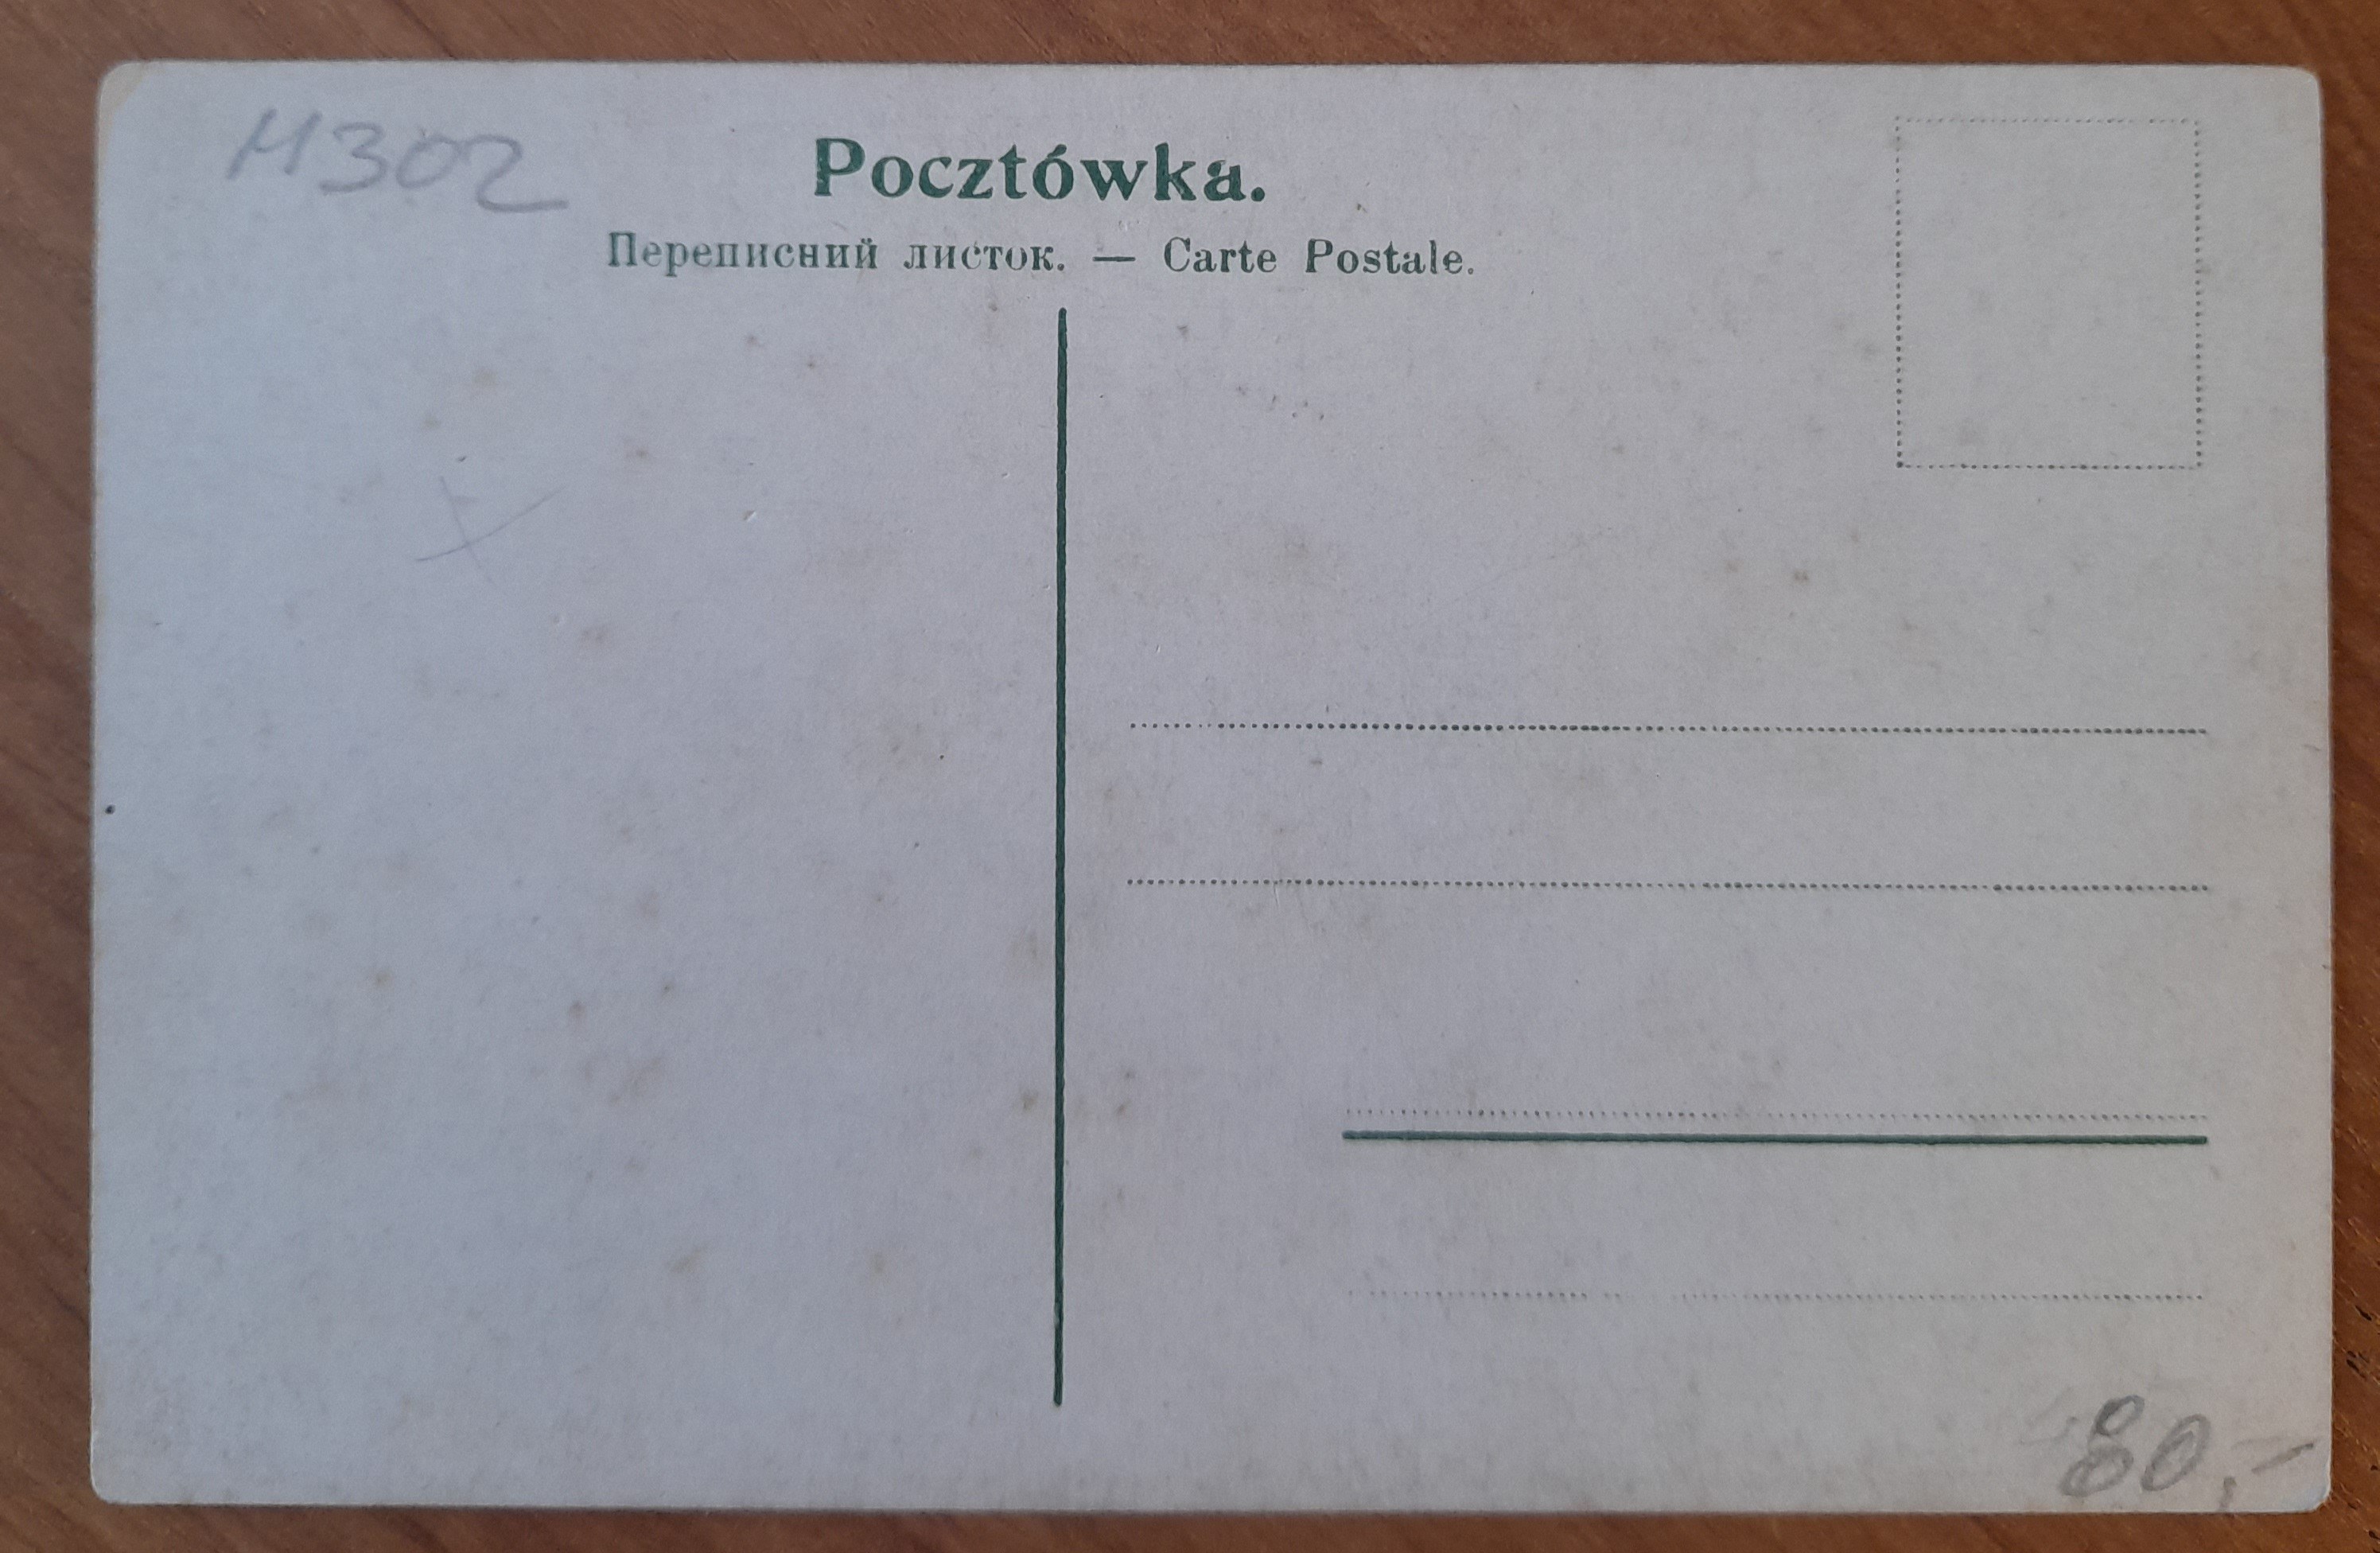 H302
Pocztówka.
Переписний листок. — Carte Postale.
80,-